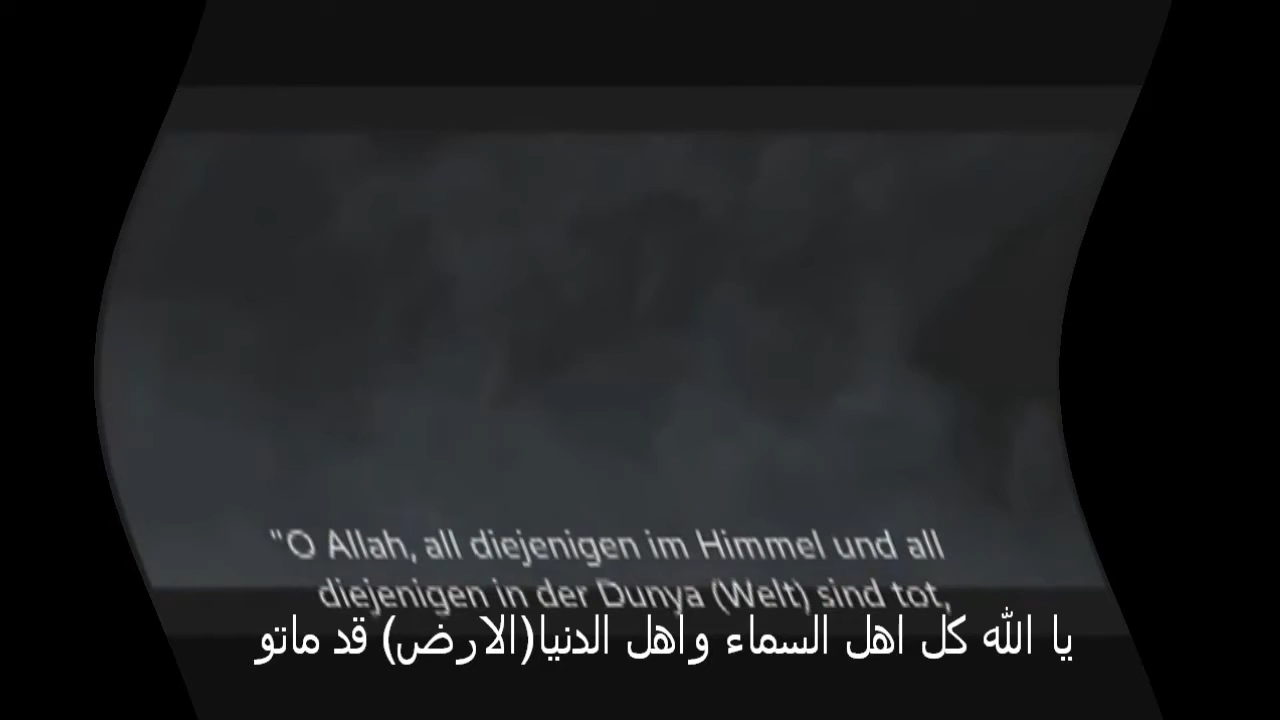 "O Allah, all diejenigen im Himmel und all
diejenigen in der Dunya (Welt) sind tot,
يا الله كل اهل السماء واهل الدنيا(الارض) قد ماتو